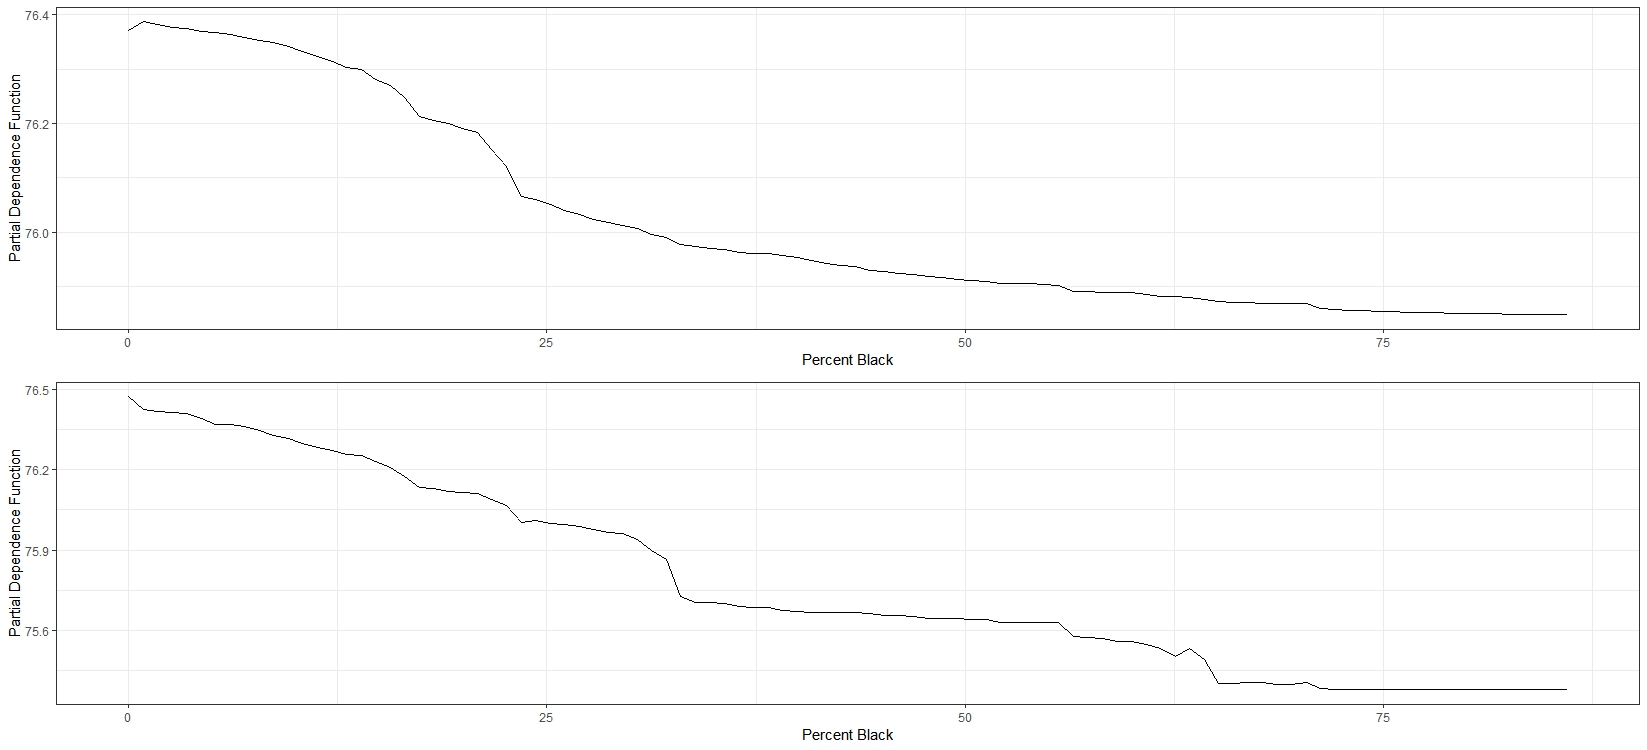 Partial Dependence Function
76.4
76.2
76.0
0 25 50 75
Percent Black
Partial Dependence Function
76.5
76.2
75.9
75.6
0 25 50 75
Percent Black